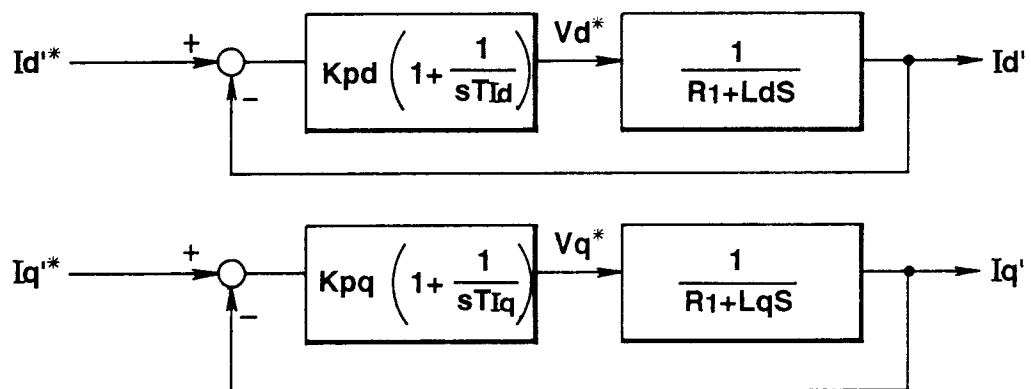 Id'* + − Kpd (1+ 1/sTId) Vd* 1/R1+LdS Id'
Iq'* + − Kpq (1+ 1/sTIq) Vq* 1/R1+LqS Iq'